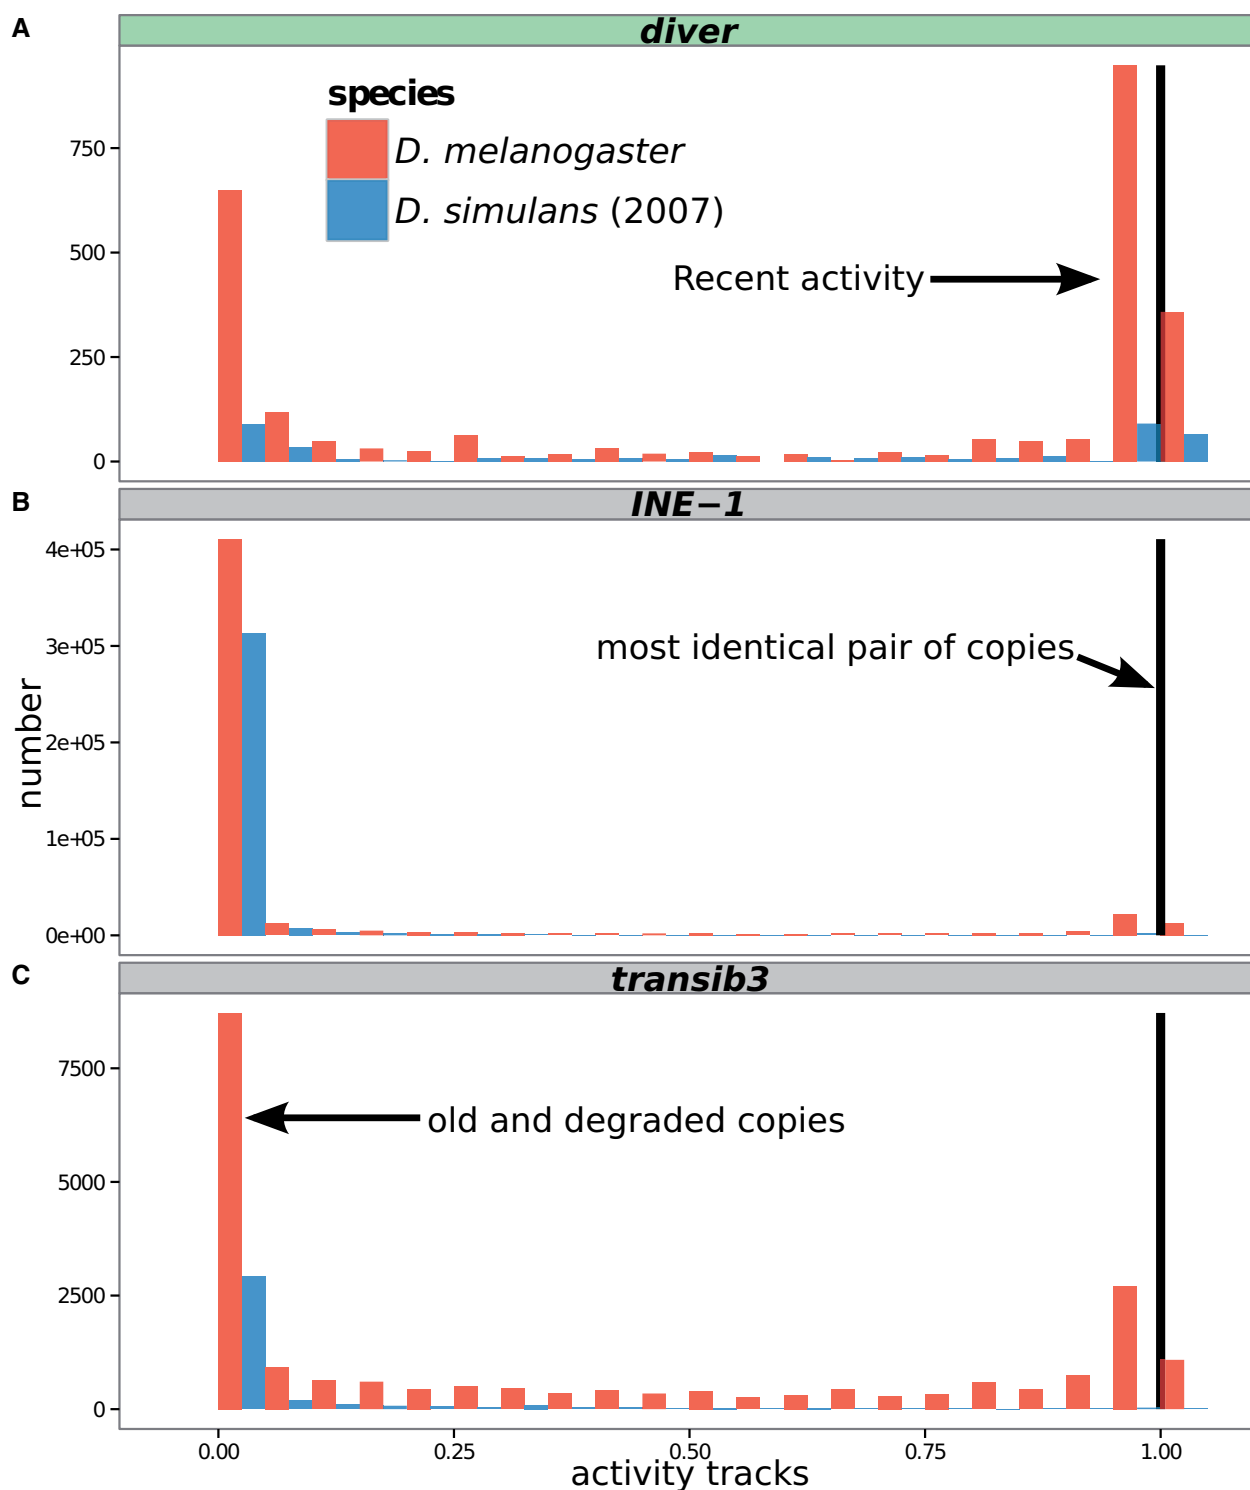 A
diver
species
D. melanogaster
D. simulans (2007)
Recent activity
750
500
250
0
B
INE−1
4e+05
3e+05
2e+05
1e+05
0e+00
most identical pair of copies
number
C
transib3
7500
5000
2500
0
old and degraded copies
0.00 0.25 0.50 0.75 1.00
activity tracks